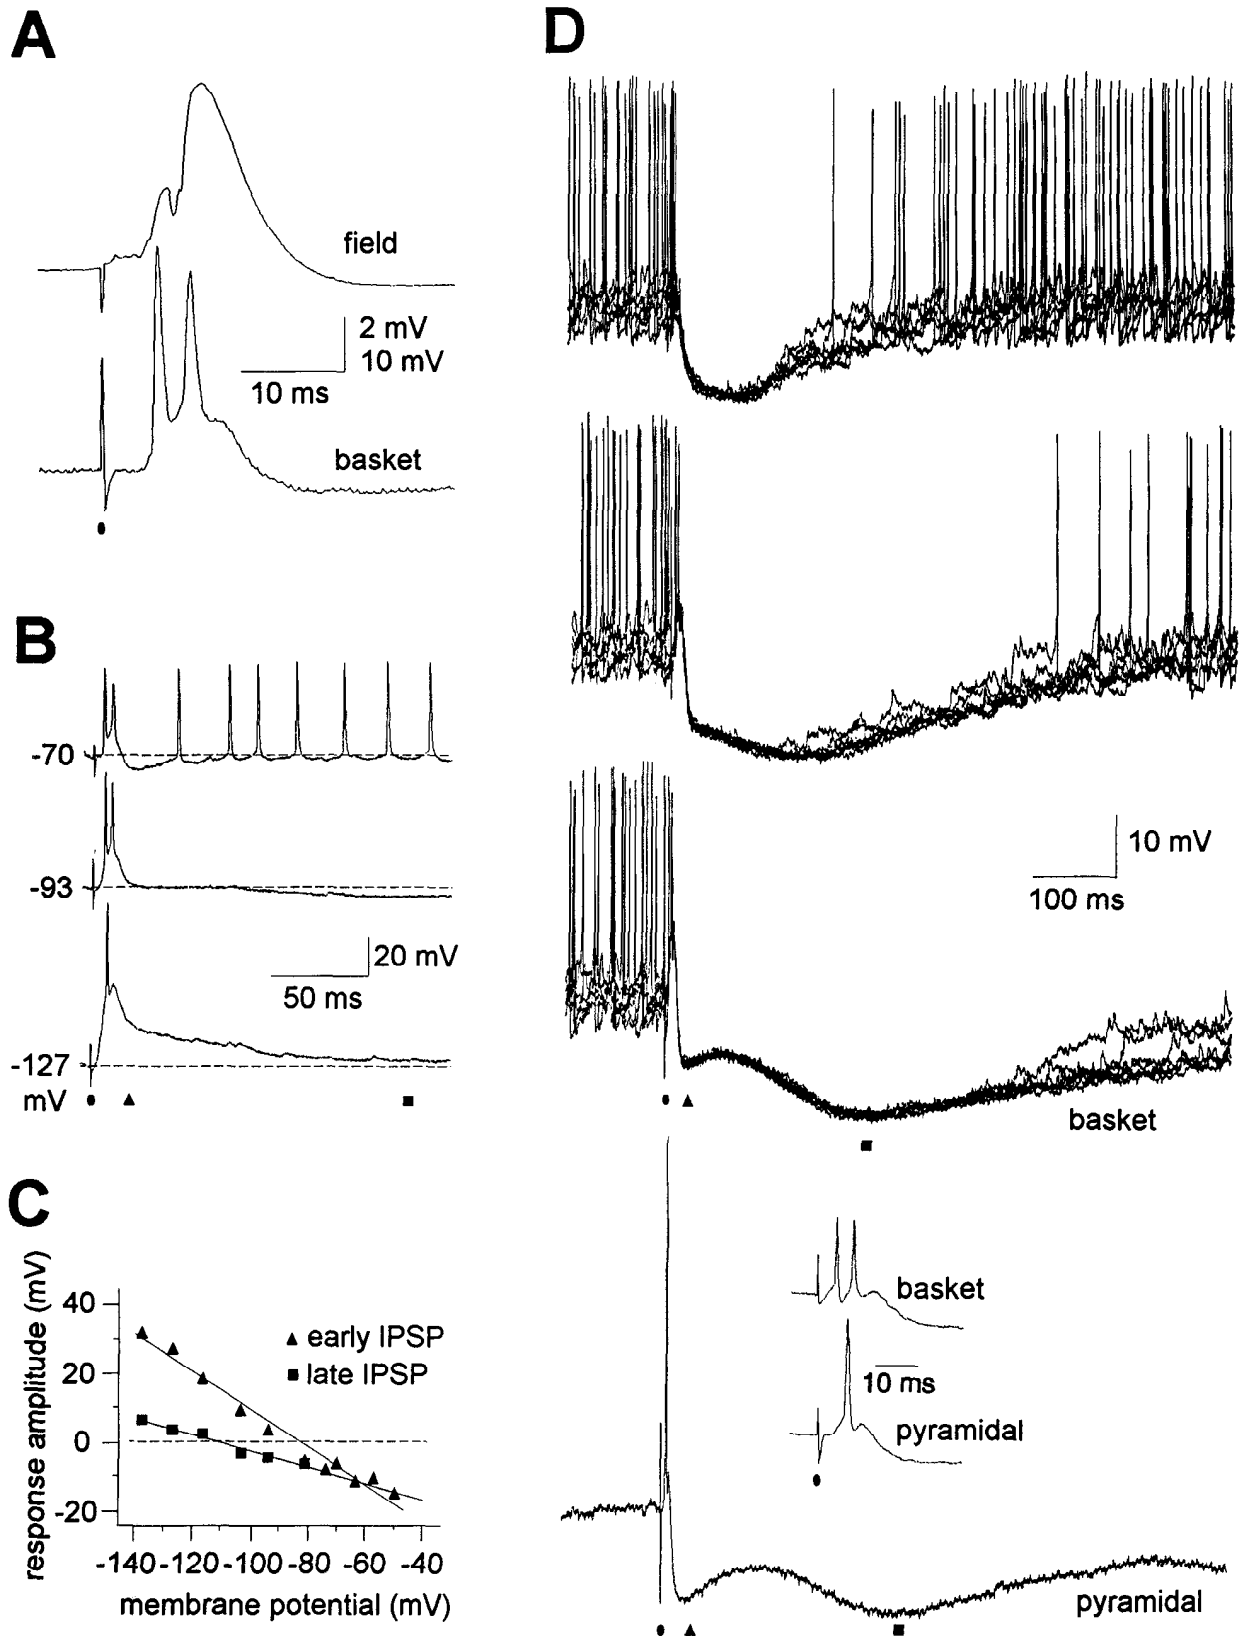 A
field
2 mV
10 mV
10 ms
basket
B
-70
-93
20 mV
50 ms
-127
mV
C
response amplitude (mV)
40
20
0
-20
early IPSP
late IPSP
-140 -120 -100 -80 -60 -40
membrane potential (mV)
D
10 mV
100 ms
basket
basket
10 ms
pyramidal
pyramidal